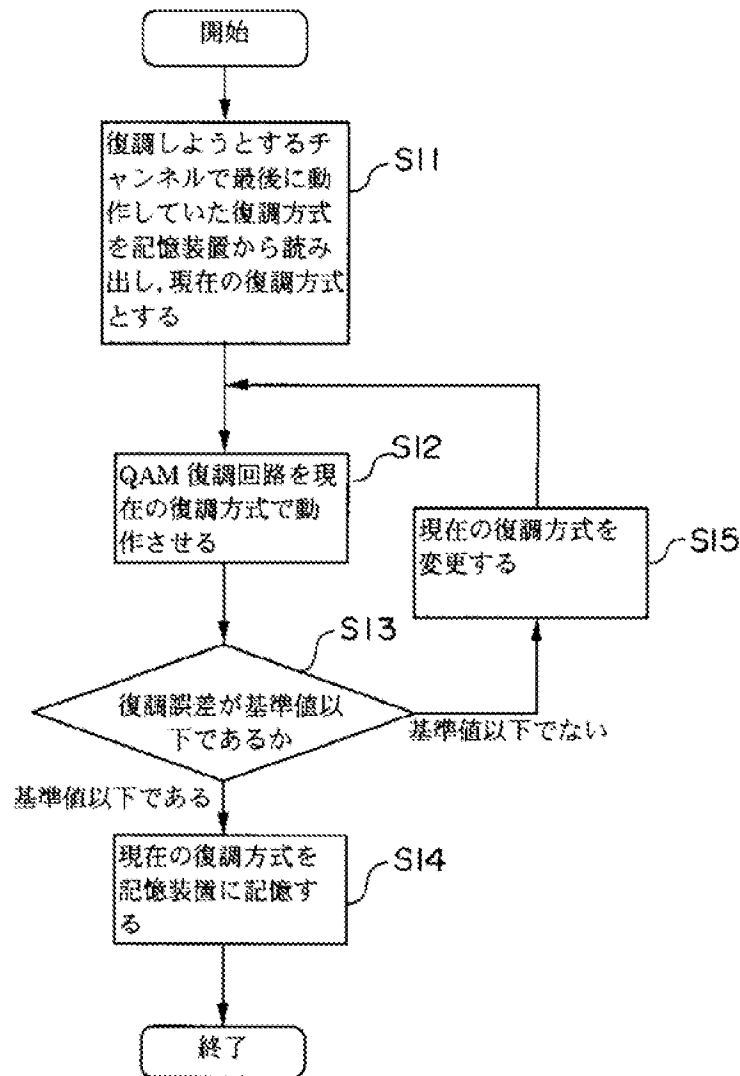 開始
復調しようとするチ
ャンネルで最後に動
作していた復調方式
を記憶装置から読み
出し,現在の復調方式
とする
S11
QAM 復調回路を現
在の復調方式で動
作させる
S12
現在の復調方式を
変更する
S15
S13
復調誤差が基準値以
下であるか
基準値以下でない
基準値以下である
現在の復調方式を
記憶装置に記憶す
る
S14
終了